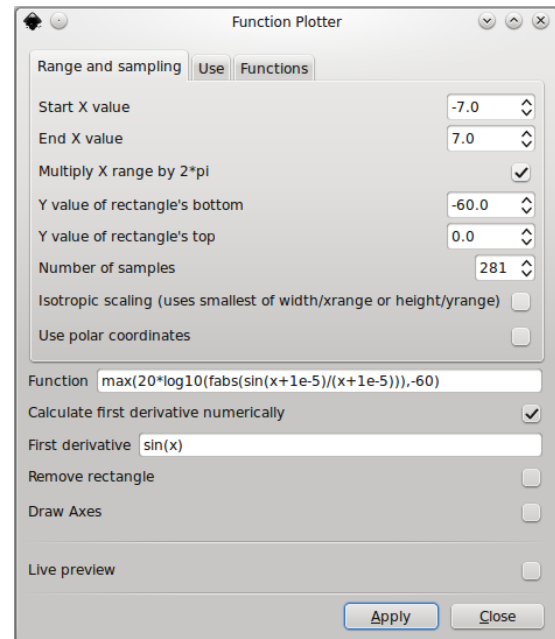 Function Plotter
Range and sampling Use Functions
Start X value -7.0
End X value 7.0
Multiply X range by 2*pi
Y value of rectangle's bottom -60.0
Y value of rectangle's top 0.0
Number of samples 281
Isotropic scaling (uses smallest of width/xrange or height/yrange)
Use polar coordinates
Function max(20*log10(fabs(sin(x+1e-5)/(x+1e-5))),-60)
Calculate first derivative numerically
First derivative sin(x)
Remove rectangle
Draw Axes
Live preview
Apply Close